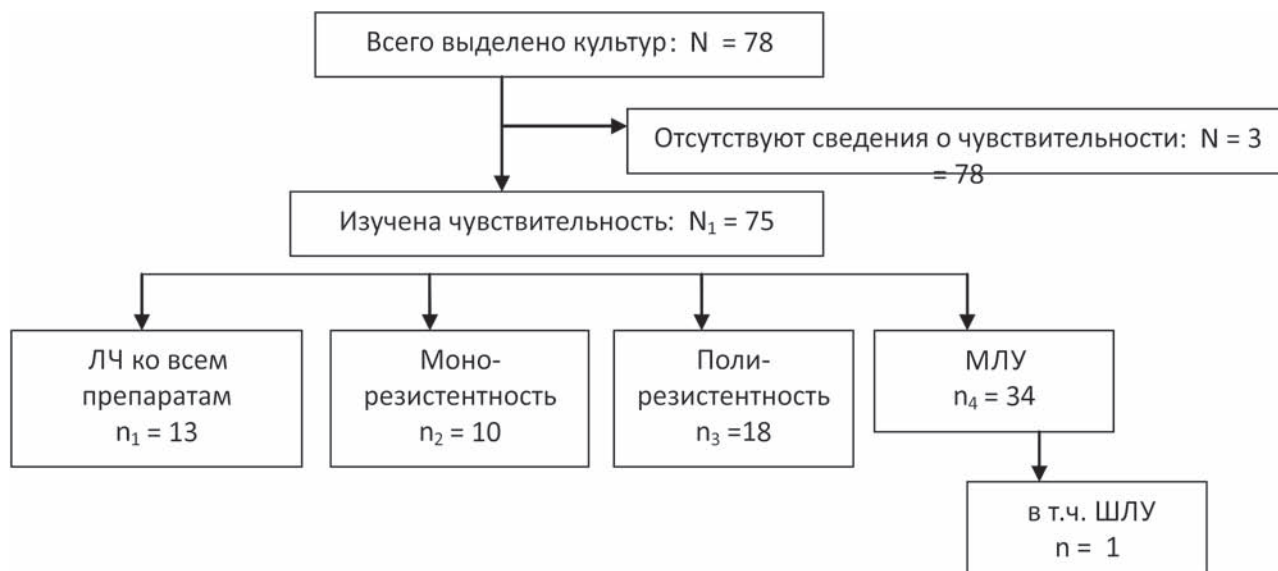 Всего выделено культур: N = 78
Отсутствуют сведения о чувствительности: N = 3
= 78
Изучена чувствительность: N₁ = 75
ЛЧ ко всем
препаратам
n₁ = 13
Моно-
резистентность
n₂ = 10
Поли-
резистентность
n₃ =18
МЛУ
n₄ = 34
в т.ч. ШЛУ
n = 1